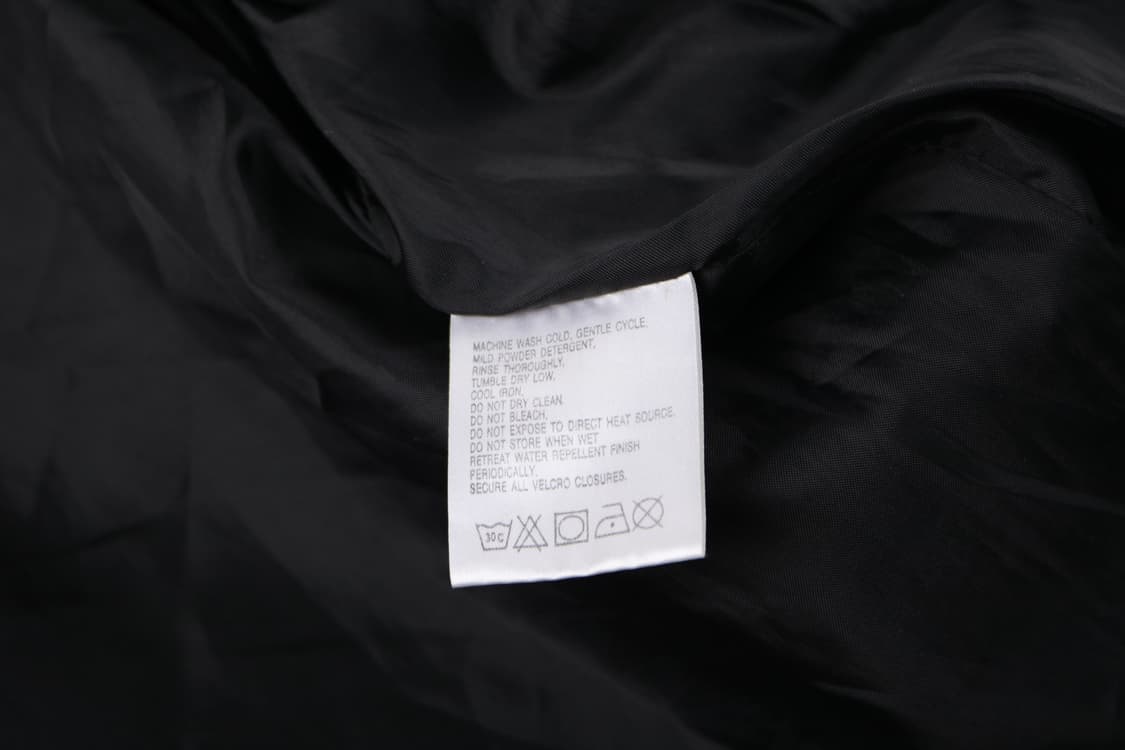 MACHINE WASH COLD, GENTLE CYCLE,
MILD POWDER DETERGENT,
RINSE THOROUGHLY,
TUMBLE DRY LOW,
COOL IRON,
DO NOT DRY CLEAN.
DO NOT BLEACH,
DO NOT EXPOSE TO DIRECT HEAT SOURCE.
DO NOT STORE WHEN WET
RETREAT WATER REPELLENT FINISH
PERIODICALLY.
SECURE ALL VELCRO CLOSURES.
30C